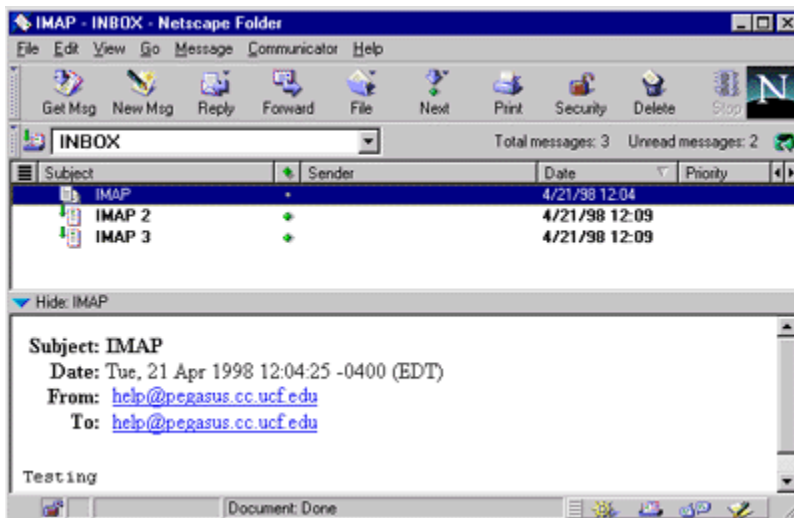 IMAP - INBOX - Netscape Folder
File Edit View Go Message Communicator Help
Get Msg New Msg Reply Forward File Next Print Security Delete Stop N
INBOX Total messages: 3 Unread messages: 2
Subject Sender Date Priority
IMAP 4/21/98 12:04
IMAP 2 4/21/98 12:09
IMAP 3 4/21/98 12:09
Hide: IMAP
Subject: IMAP
Date: Tue, 21 Apr 1998 12:04:25 -0400 (EDT)
From: help@pegasus.cc.ucf.edu
To: help@pegasus.cc.ucf.edu
Testing
Document: Done